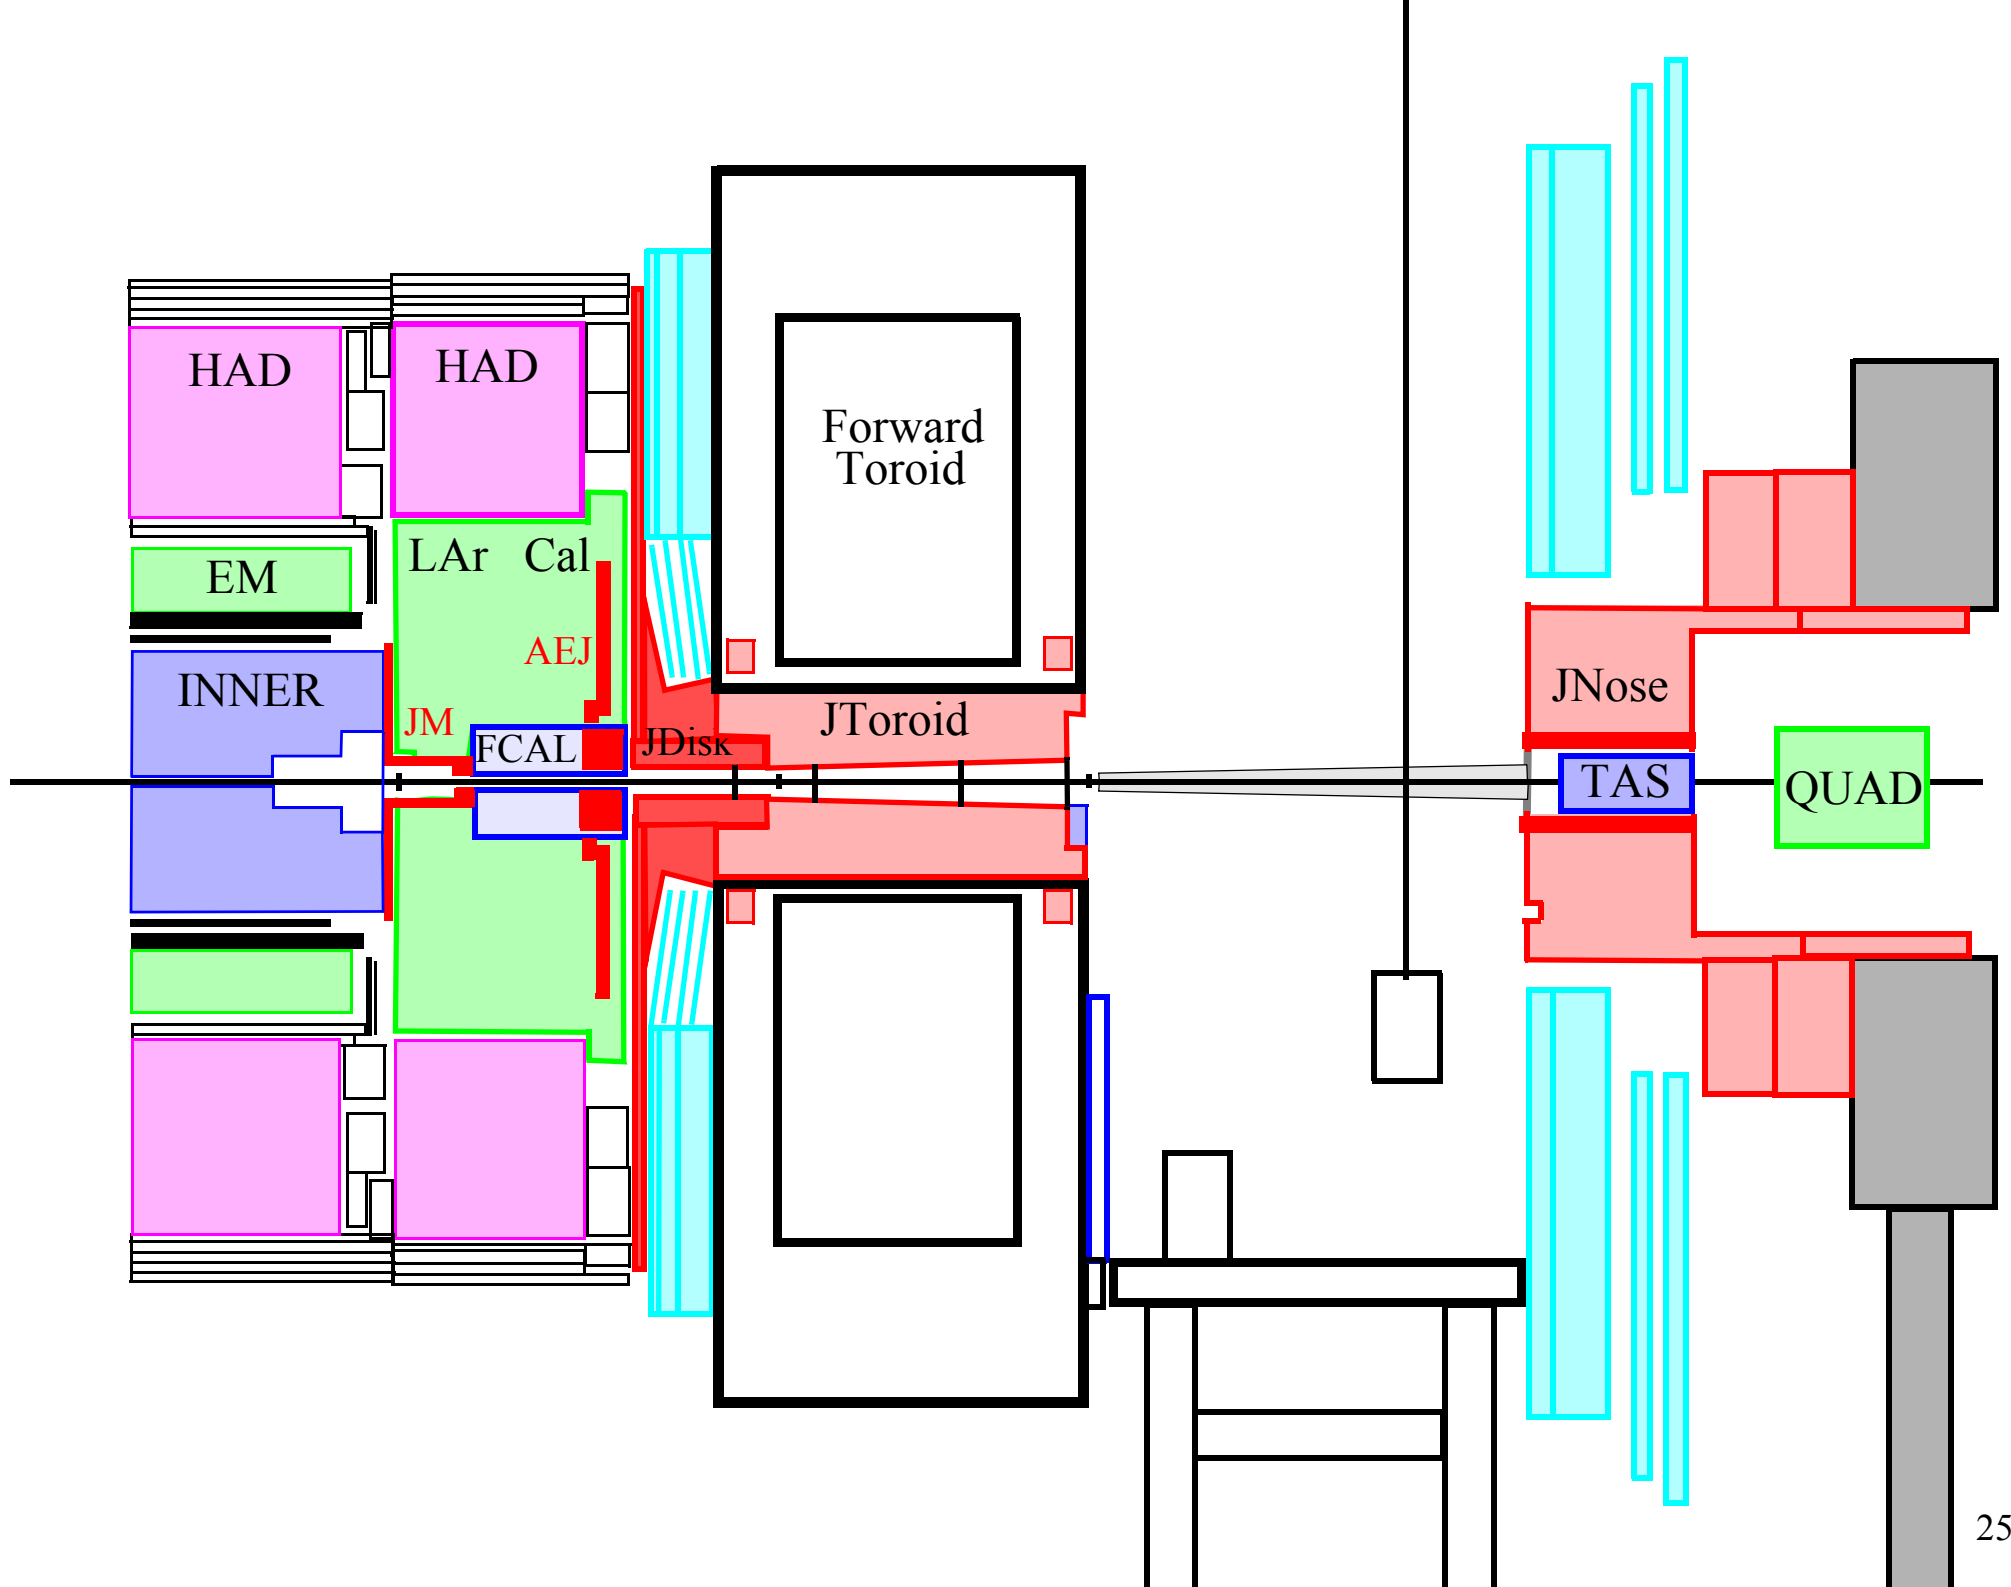 HAD
HAD
Forward
Toroid
LAr Cal
EM
AEJ
INNER
JM
FCAL
JDisk
JToroid
JNose
TAS
QUAD
25